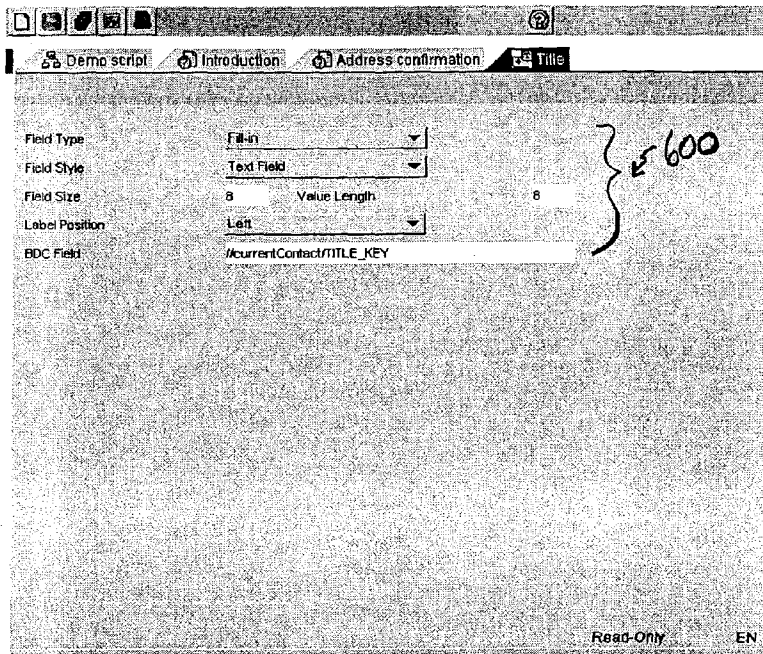 Demo script Introduction Address confirmation Title
Field Type Fill-in
Field Style Text Field
Field Size 8 Value Length 8
Label Position Left
BDC Field //currentContact/TITLE_KEY
600
Read-Only EN